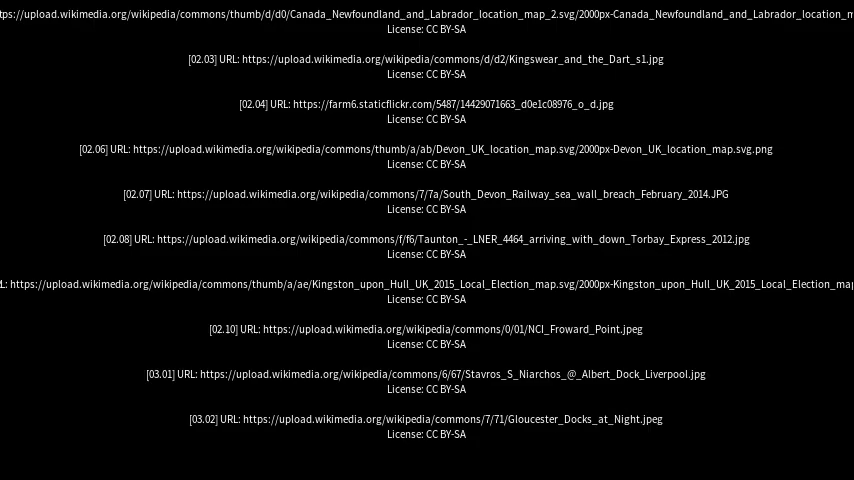 tps://upload.wikimedia.org/wikipedia/commons/thumb/d/d0/Canada_Newfoundland_and_Labrador_location_map_2.svg/2000px-Canada_Newfoundland_and_Labrador_location_m
License: CC BY-SA
[02.03] URL: https://upload.wikimedia.org/wikipedia/commons/d/d2/Kingswear_and_the_Dart_s1.jpg
License: CC BY-SA
[02.04] URL: https://farm6.staticflickr.com/5487/14429071663_d0e1c08976_o_d.jpg
License: CC BY-SA
[02.06] URL: https://upload.wikimedia.org/wikipedia/commons/thumb/a/ab/Devon_UK_location_map.svg/2000px-Devon_UK_location_map.svg.png
License: CC BY-SA
[02.07] URL: https://upload.wikimedia.org/wikipedia/commons/7/7a/South_Devon_Railway_sea_wall_breach_February_2014.JPG
License: CC BY-SA
[02.08] URL: https://upload.wikimedia.org/wikipedia/commons/f/f6/Taunton_-_LNER_4464_arriving_with_down_Torbay_Express_2012.jpg
License: CC BY-SA
L: https://upload.wikimedia.org/wikipedia/commons/thumb/a/ae/Kingston_upon_Hull_UK_2015_Local_Election_map.svg/2000px-Kingston_upon_Hull_UK_2015_Local_Election_map
License: CC BY-SA
[02.10] URL: https://upload.wikimedia.org/wikipedia/commons/0/01/NCI_Froward_Point.jpeg
License: CC BY-SA
[03.01] URL: https://upload.wikimedia.org/wikipedia/commons/6/67/Stavros_S_Niarchos_@_Albert_Dock_Liverpool.jpg
License: CC BY-SA
[03.02] URL: https://upload.wikimedia.org/wikipedia/commons/7/71/Gloucester_Docks_at_Night.jpeg
License: CC BY-SA